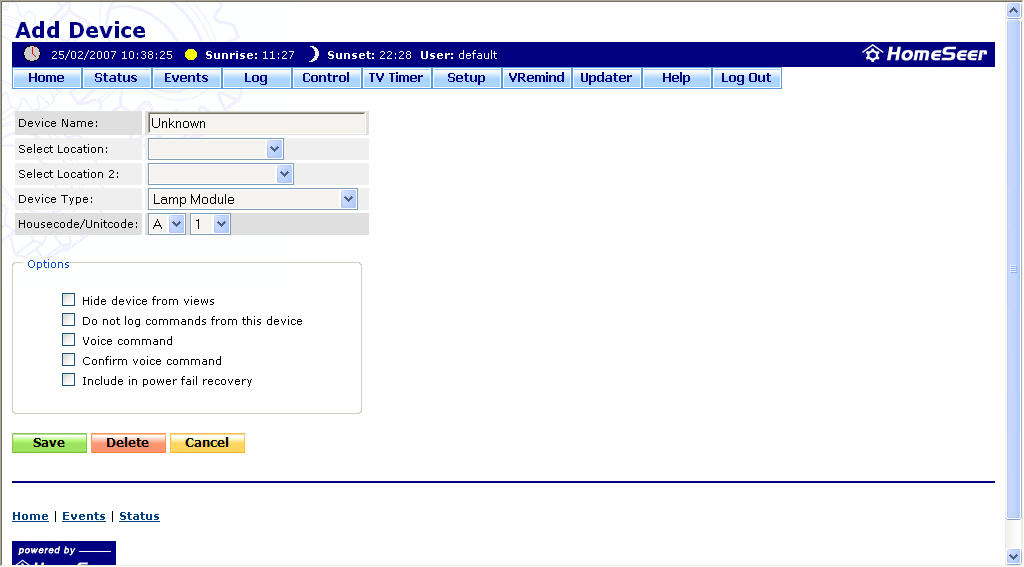 Add Device
25/02/2007 10:38:25 Sunrise: 11:27 Sunset: 22:28 User: default HomeSeer
Home Status Events Log Control TV Timer Setup VRemind Updater Help Log Out
Device Name: Unknown
Select Location:
Select Location 2:
Device Type: Lamp Module
Housecode/Unitcode: A 1
Options
Hide device from views
Do not log commands from this device
Voice command
Confirm voice command
Include in power fail recovery
Save Delete Cancel
Home | Events | Status
powered by
HomeSeer